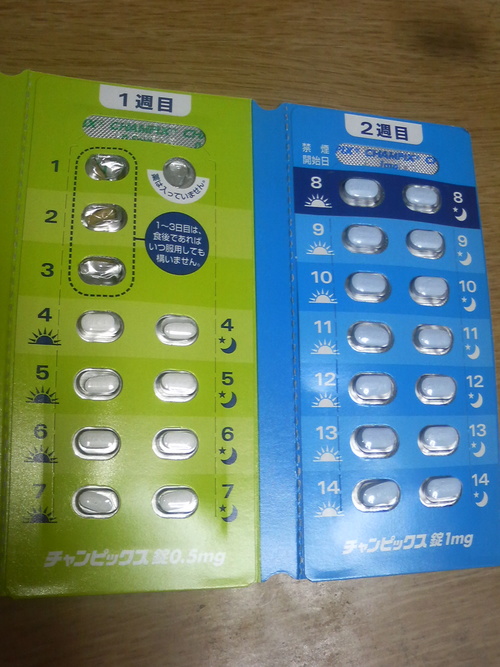 1週目
CHAMPIX
薬は入っていません。
1
2
3
1~3日目は、
食後であれば
いつ服用しても
構いません。
4
4
5
5
6
6
7
7
チャンピックス錠0.5mg
2週目
禁煙
開始日
CHAMPIX
1mg
8
8
9
9
10
10
11
11
12
12
13
13
14
14
チャンピックス錠1mg